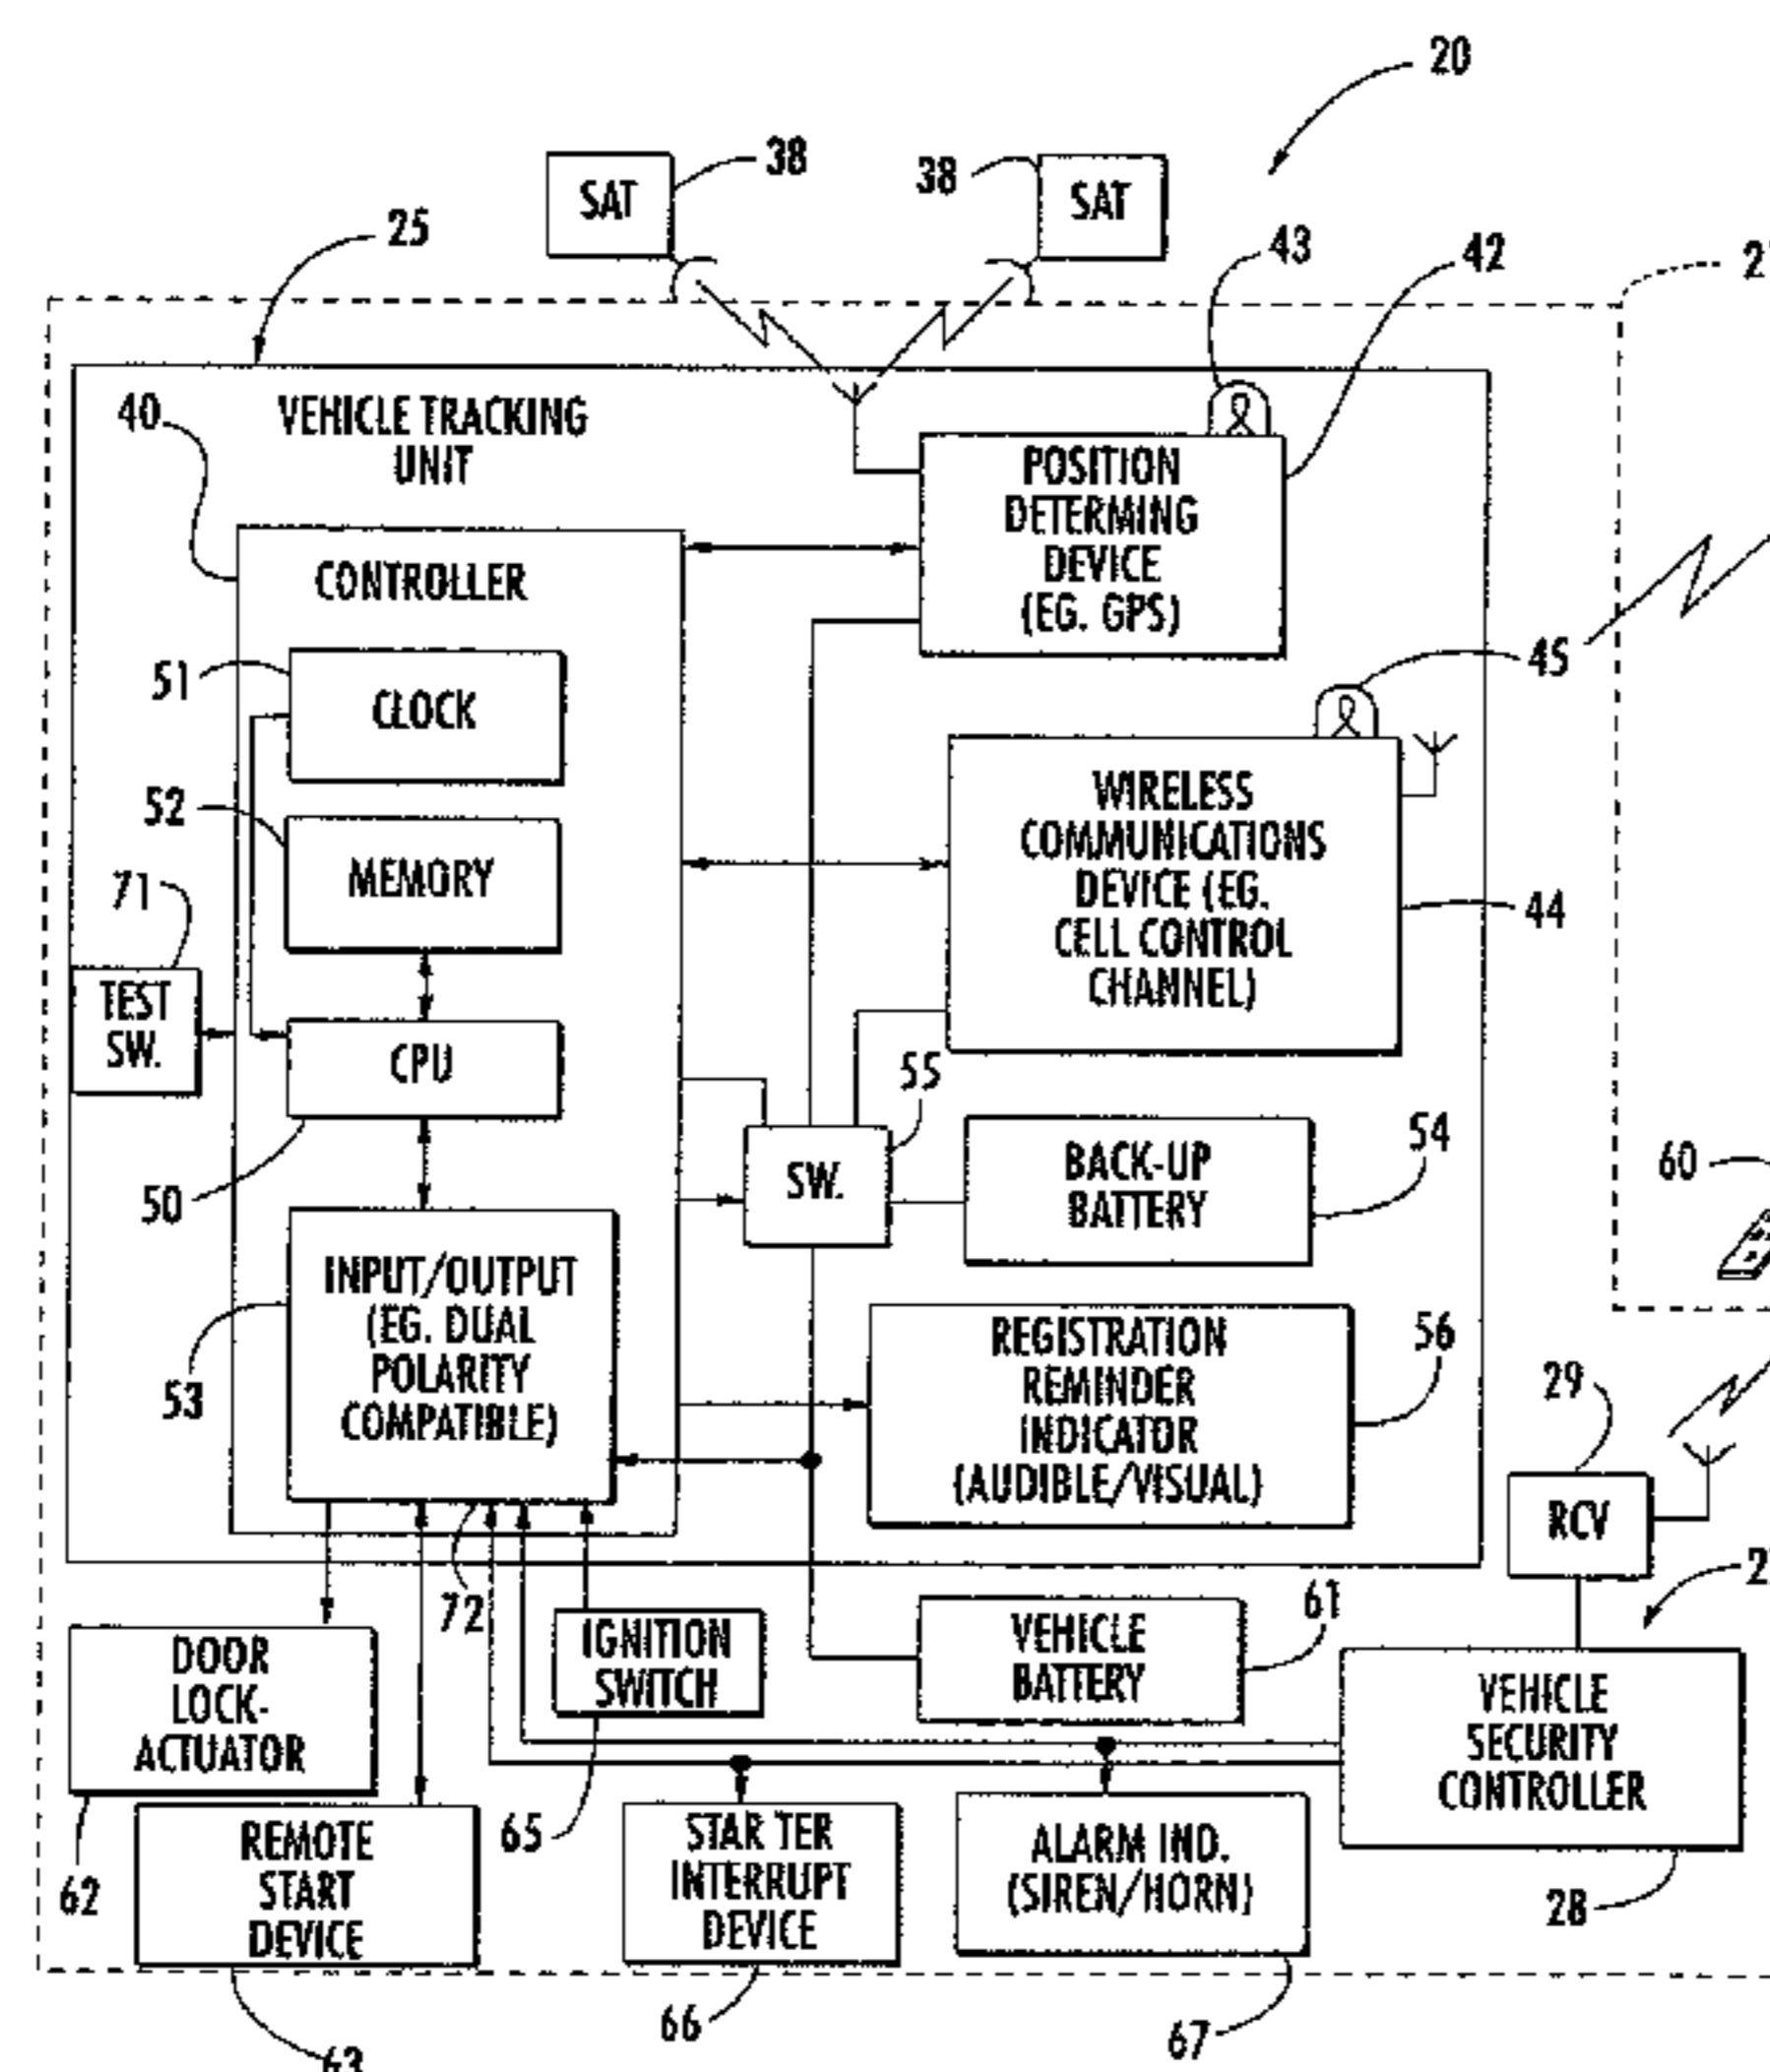 20
SAT
38
38
SAT
25
43
42
40
VEHICLE TRACKING
UNIT
POSITION
DETERMING
DEVICE
(EG. GPS)
CONTROLLER
51
CLOCK
45
52
MEMORY
WIRELESS
COMMUNICATIONS
DEVICE (EG.
CELL CONTROL
CHANNEL)
44
71
TEST
SW.
CPU
50
55
SW.
BACK-UP
BATTERY
54
60
INPUT/OUTPUT
(EG. DUAL
POLARITY
COMPATIBLE)
53
REGISTRATION
REMINDER
INDICATOR
(AUDIBLE/VISUAL)
56
29
RCV
72
IGNITION
SWITCH
65
VEHICLE
BATTERY
61
DOOR
LOCK-
ACTUATOR
62
VEHICLE
SECURITY
CONTROLLER
28
REMOTE
START
DEVICE
63
STAR TER
INTERRUPT
DEVICE
66
ALARM IND.
(SIREN/HORN)
67